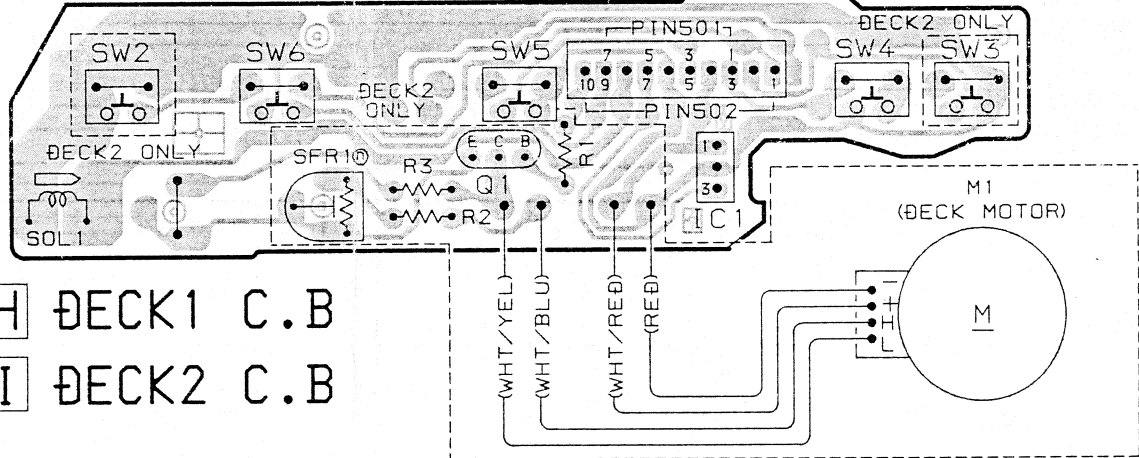 DECK2 ONLY
PIN501
SW2
SW6
SW5
7 5 3 1
SW4
SW3
10 9 7 5 3 1
DECK2
ONLY
PIN502
DECK2 ONLY
SFR1
R3
E C B
R1
1
3
Q1
R2
IC1
SOL1
M1
(DECK MOTOR)
(WHT/YEL)
(WHT/BLU)
(WHT/RED)
(RED)
−
+
H
L
M
H DECK1 C.B
I DECK2 C.B